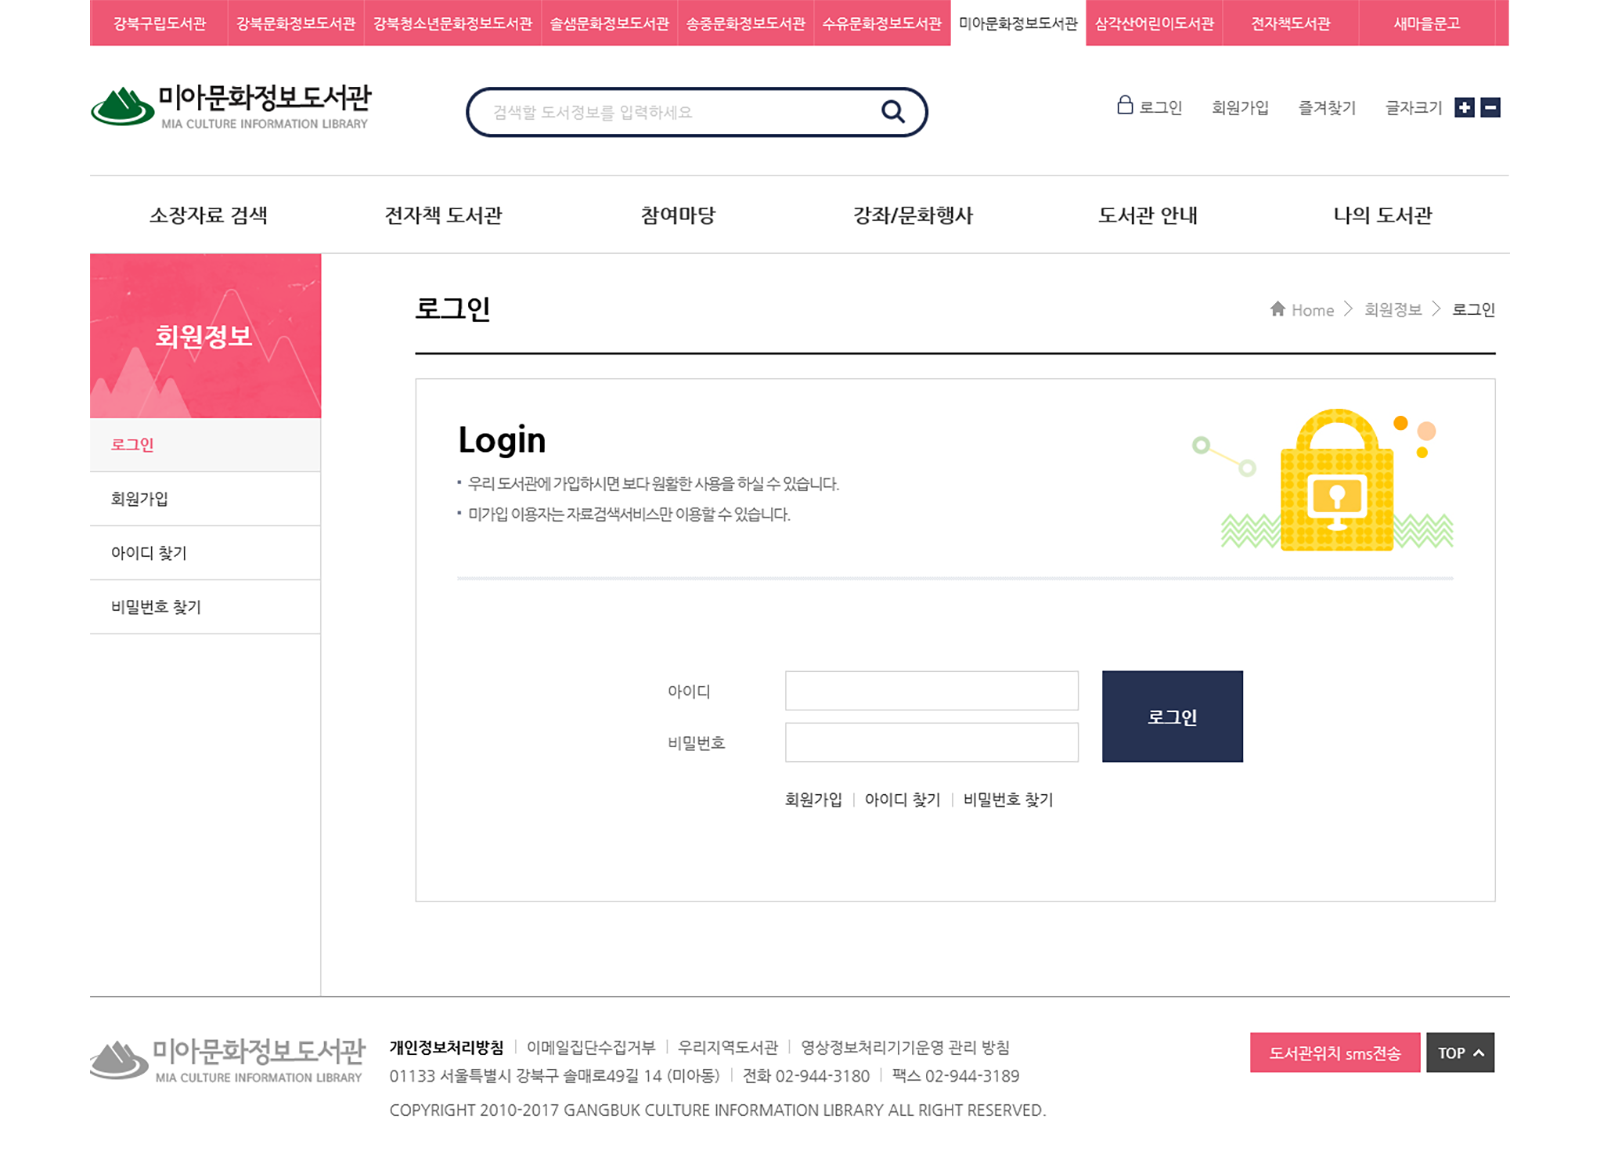 강북구립도서관 강북문화정보도서관 강북청소년문화정보도서관 솔샘문화정보도서관 송중문화정보도서관 수유문화정보도서관 미아문화정보도서관 삼각산어린이도서관 전자책도서관 새마을문고
미아문화정보도서관
MIA CULTURE INFORMATION LIBRARY
검색할 도서정보를 입력하세요
로그인 회원가입 즐겨찾기 글자크기
소장자료 검색 전자책 도서관 참여마당 강좌/문화행사 도서관 안내 나의 도서관
회원정보
로그인
회원가입
아이디 찾기
비밀번호 찾기
로그인
Home > 회원정보 > 로그인
Login
우리 도서관에 가입하시면 보다 원활한 사용을 하실 수 있습니다.
미가입 이용자는 자료검색서비스만 이용할 수 있습니다.
아이디
비밀번호
로그인
회원가입 | 아이디 찾기 | 비밀번호 찾기
미아문화정보도서관
MIA CULTURE INFORMATION LIBRARY
개인정보처리방침 | 이메일집단수집거부 | 우리지역도서관 | 영상정보처리기기운영 관리 방침
01133 서울특별시 강북구 솔매로49길 14 (미아동) | 전화 02-944-3180 | 팩스 02-944-3189
COPYRIGHT 2010-2017 GANGBUK CULTURE INFORMATION LIBRARY ALL RIGHT RESERVED.
도서관위치 sms전송
TOP